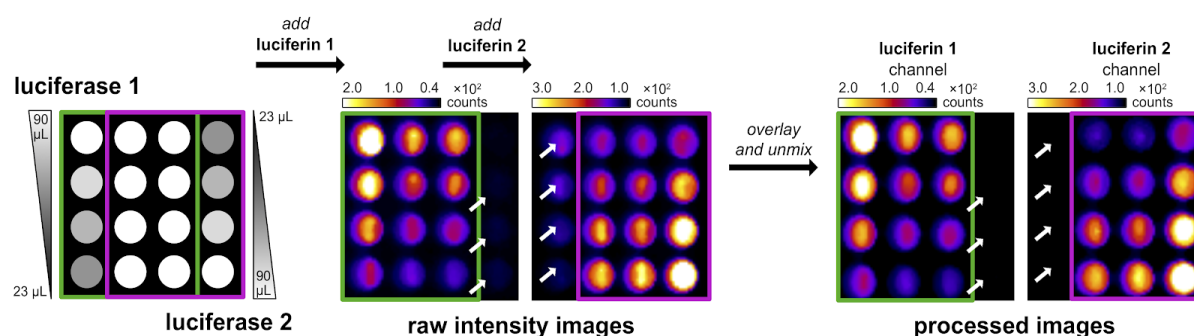 add
luciferin 1
add
luciferin 2
luciferase 1
90
µL
23 µL
23 µL
90
µL
luciferase 2
2.0 1.0 0.4 ×10² counts
3.0 2.0 1.0 ×10² counts
raw intensity images
overlay
and unmix
luciferin 1
channel
2.0 1.0 0.4 ×10² counts
luciferin 2
channel
3.0 2.0 1.0 ×10² counts
processed images